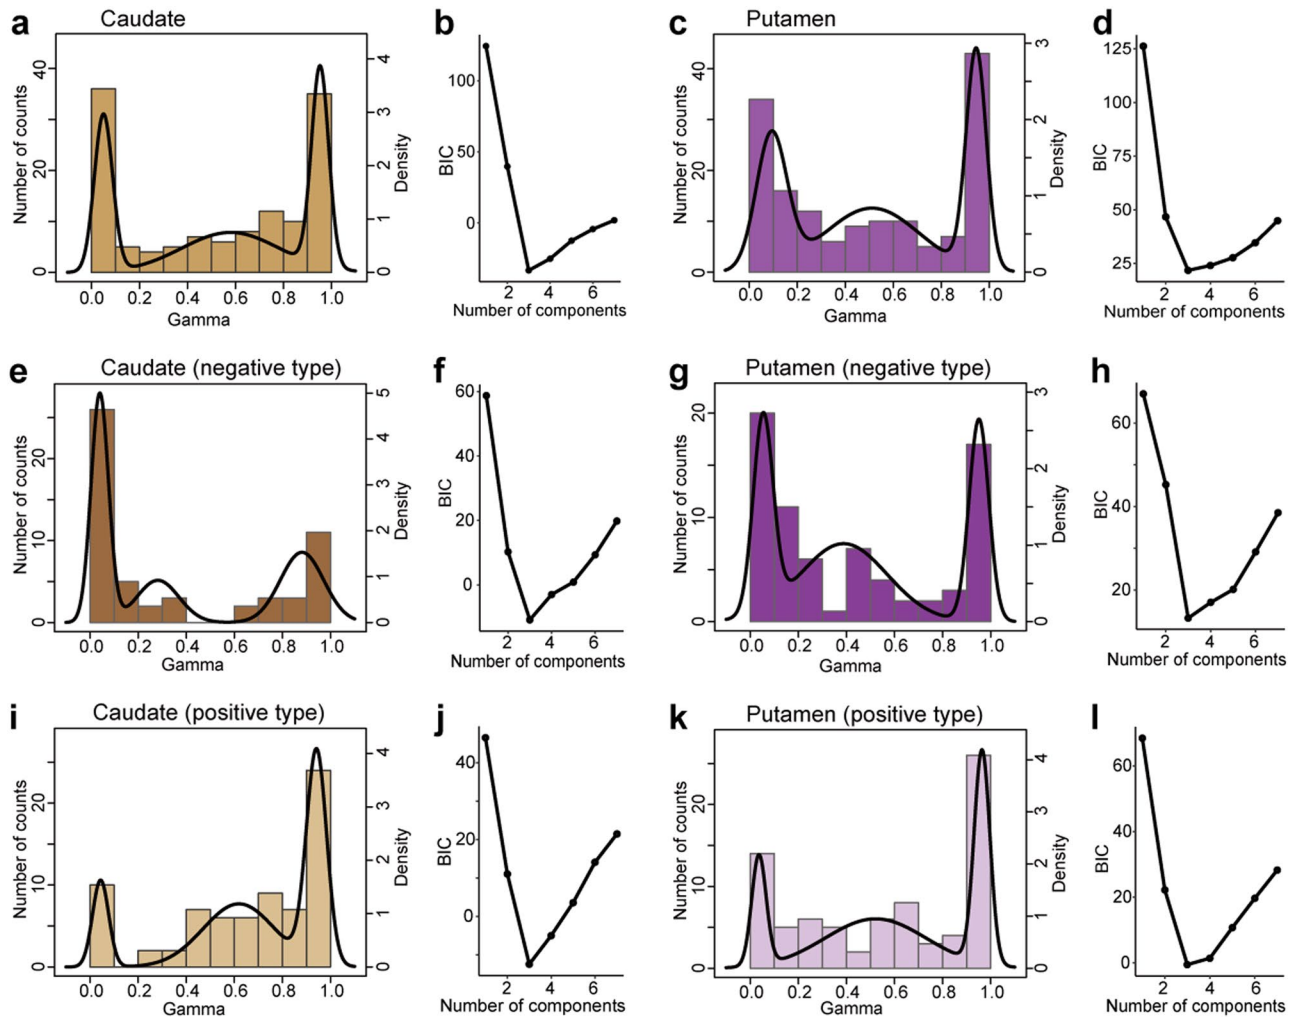 a Caudate b c Putamen d
Number of counts 0 20 40
0.0 0.2 0.4 0.6 0.8 1.0
Gamma
Density 0 1 2 3 4
BIC 0 50 100
2 4 6
Number of components
Number of counts 0 20 40
0.0 0.2 0.4 0.6 0.8 1.0
Gamma
Density 0 1 2 3
BIC 25 50 75 100 125
2 4 6
Number of components
e Caudate (negative type) f g Putamen (negative type) h
Number of counts 0 10 20
0.0 0.2 0.4 0.6 0.8 1.0
Gamma
Density 0 1 2 3 4 5
BIC 0 20 40 60
2 4 6
Number of components
Number of counts 0 10 20
0.0 0.2 0.4 0.6 0.8 1.0
Gamma
Density 0 1 2 3
BIC 20 40 60
2 4 6
Number of components
i Caudate (positive type) j k Putamen (positive type) l
Number of counts 0 10 20
0.0 0.2 0.4 0.6 0.8 1.0
Gamma
Density 0 1 2 3 4
BIC 0 20 40
2 4 6
Number of components
Number of counts 0 10 20
0.0 0.2 0.4 0.6 0.8 1.0
Gamma
Density 0 1 2 3 4
BIC 0 20 40 60
2 4 6
Number of components